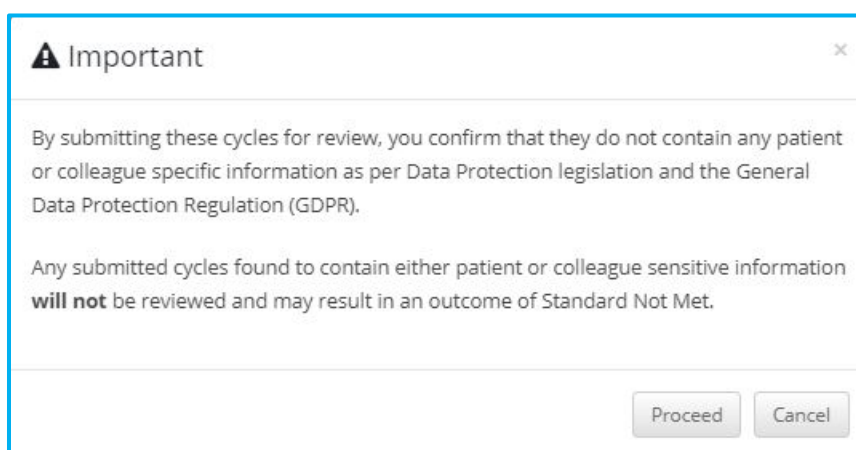 Important
×
By submitting these cycles for review, you confirm that they do not contain any patient
or colleague specific information as per Data Protection legislation and the General
Data Protection Regulation (GDPR).
Any submitted cycles found to contain either patient or colleague sensitive information
will not be reviewed and may result in an outcome of Standard Not Met.
Proceed Cancel